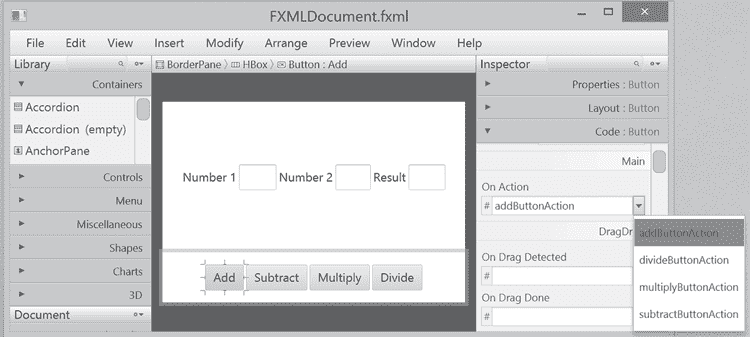 FXMLDocument.fxml
File Edit View Insert Modify Arrange Preview Window Help
Library
Containers
Accordion
Accordion (empty)
AnchorPane
Controls
Menu
Miscellaneous
Shapes
Charts
3D
Document
BorderPane HBox Button : Add
Number 1 Number 2 Result
Add Subtract Multiply Divide
Inspector
Properties : Button
Layout : Button
Code : Button
Main
On Action
# addButtonAction
DragDr
On Drag Detected
#
On Drag Done
#
addButtonAction
divideButtonAction
multiplyButtonAction
subtractButtonAction